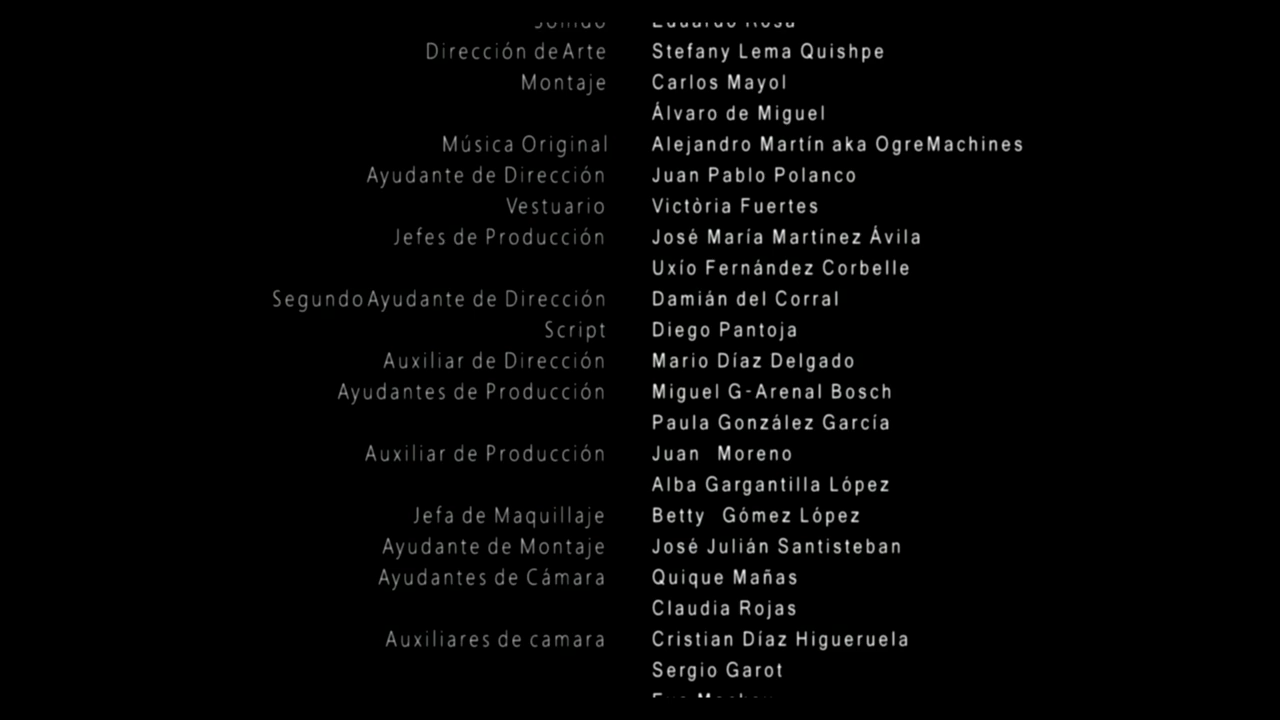 Sonido Eduardo Rosa
Dirección de Arte Stefany Lema Quishpe
Montaje Carlos Mayol
Álvaro de Miguel
Música Original Alejandro Martín aka OgreMachines
Ayudante de Dirección Juan Pablo Polanco
Vestuario Victòria Fuertes
Jefes de Producción José María Martínez Ávila
Uxío Fernández Corbelle
Segundo Ayudante de Dirección Damián del Corral
Script Diego Pantoja
Auxiliar de Dirección Mario Díaz Delgado
Ayudantes de Producción Miguel G-Arenal Bosch
Paula González García
Auxiliar de Producción Juan Moreno
Alba Gargantilla López
Jefa de Maquillaje Betty Gómez López
Ayudante de Montaje José Julián Santisteban
Ayudantes de Cámara Quique Mañas
Claudia Rojas
Auxiliares de camara Cristian Díaz Higueruela
Sergio Garot